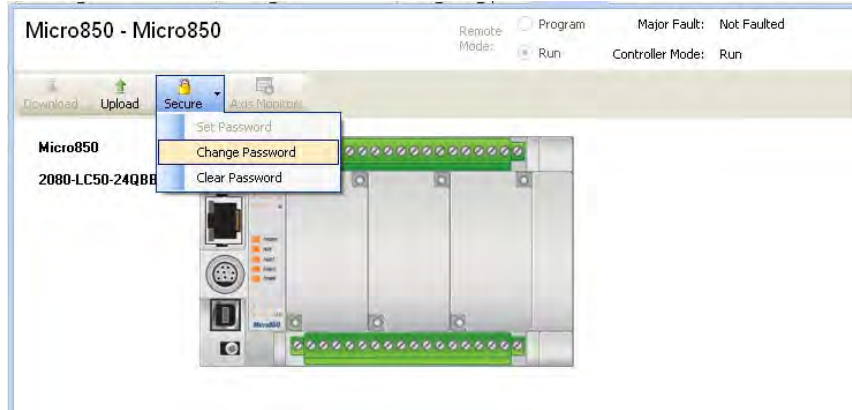 Micro850 - Micro850
Remote Mode:
Program
Run
Major Fault: Not Faulted
Controller Mode: Run
Download
Upload
Secure
Axis Monitor
Set Password
Change Password
Clear Password
Micro850
2080-LC50-24QBB
Micro850